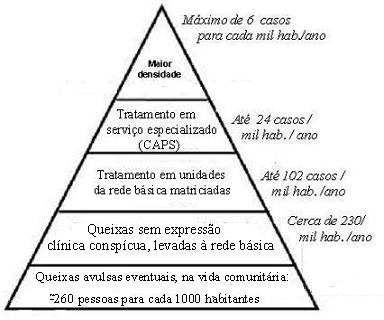 Máximo de 6 casos
para cada mil hab./ano
Maior
densidade
Tratamento em
serviço especializado
(CAPS)
Até 24 casos /
mil hab. / ano
Tratamento em unidades
da rede básica matriciadas
Até 102 casos /
mil hab. / ano
Queixas sem expressão
clínica conspícua, levadas à rede básica
Cerca de 230/
mil hab./ano
Queixas avulsas eventuais, na vida comunitária:
~260 pessoas para cada 1000 habitantes